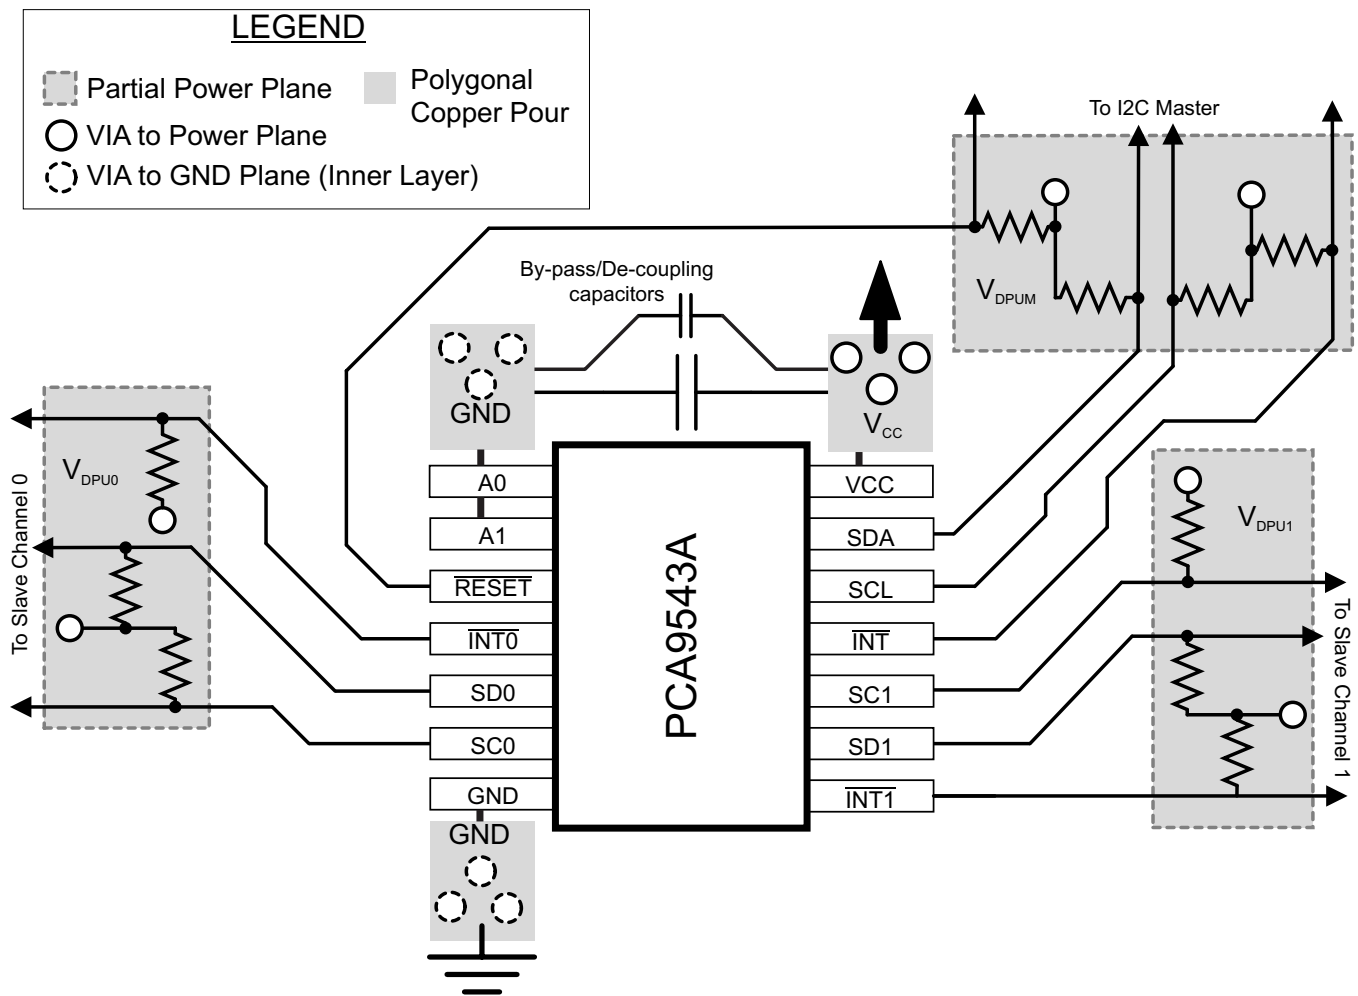 LEGEND
Partial Power Plane
Polygonal
Copper Pour
VIA to Power Plane
VIA to GND Plane (Inner Layer)
To I2C Master
By-pass/De-coupling
capacitors
VDPUM
GND
VCC
VDPU0
VDPU1
To Slave Channel 0
To Slave Channel 1
PCA9543A
A0
A1
RESET
INT0
SD0
SC0
GND
VCC
SDA
SCL
INT
SC1
SD1
INT1
GND